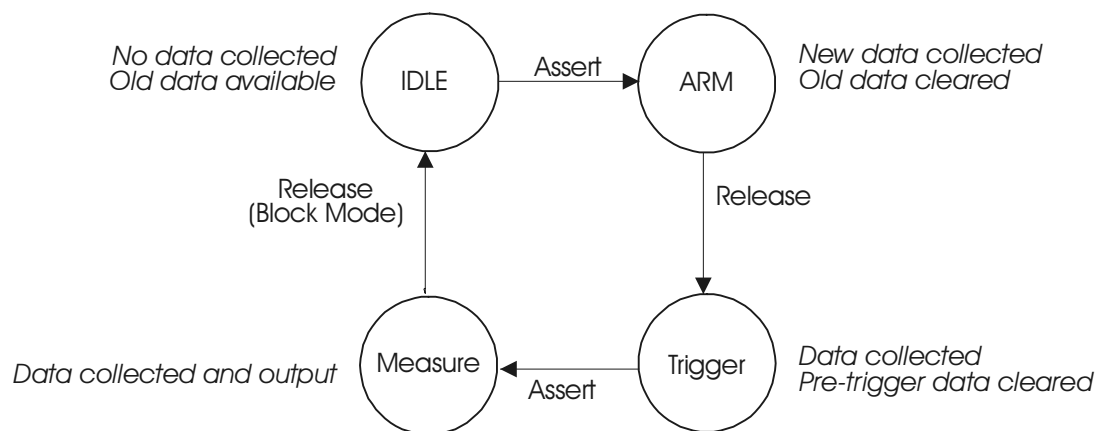 No data collected
Old data available
IDLE
Assert
ARM
New data collected
Old data cleared
Release
(Block Mode)
Release
Data collected and output
Measure
Assert
Trigger
Data collected
Pre-trigger data cleared